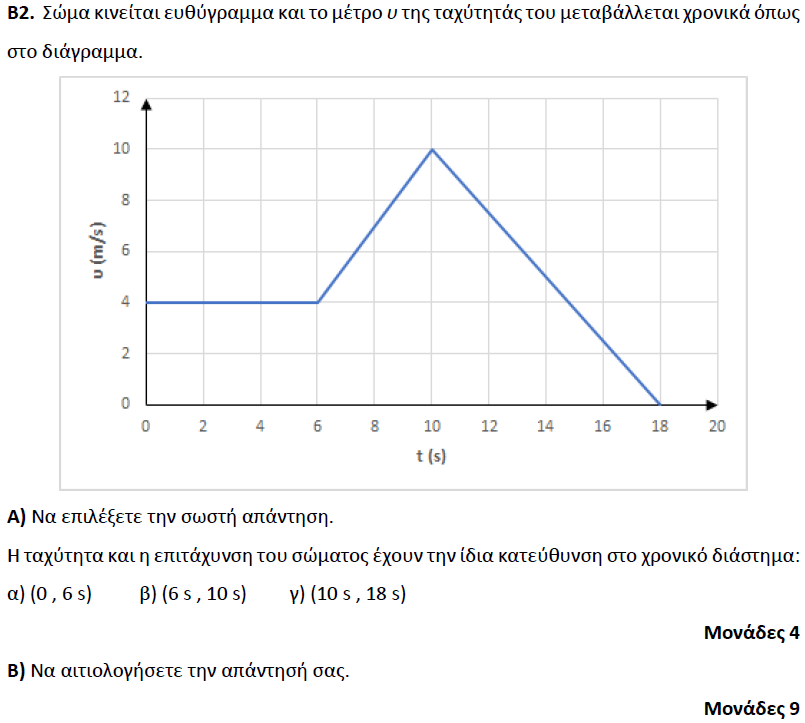 Β2. Σώμα κινείται ευθύγραμμα και το μέτρο υ της ταχύτητάς του μεταβάλλεται χρονικά όπως
στο διάγραμμα.
12
10
8
6
4
2
0
υ (m/s)
0 2 4 6 8 10 12 14 16 18 20
t (s)
Α) Να επιλέξετε την σωστή απάντηση.
Η ταχύτητα και η επιτάχυνση του σώματος έχουν την ίδια κατεύθυνση στο χρονικό διάστημα:
α) (0 , 6 s) β) (6 s , 10 s) γ) (10 s , 18 s)
Μονάδες 4
Β) Να αιτιολογήσετε την απάντησή σας.
Μονάδες 9